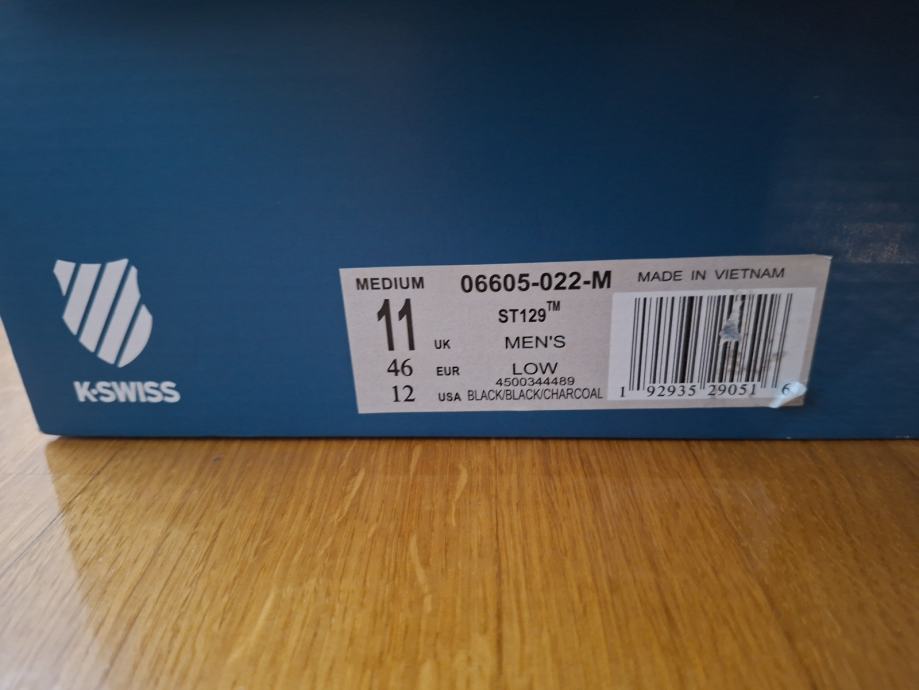 K·SWISS
MEDIUM 06605-022-M MADE IN VIETNAM
11 UK
ST129™
MEN'S
46 EUR LOW
4500344489
12 USA BLACK/BLACK/CHARCOAL
1 92935 29051 6